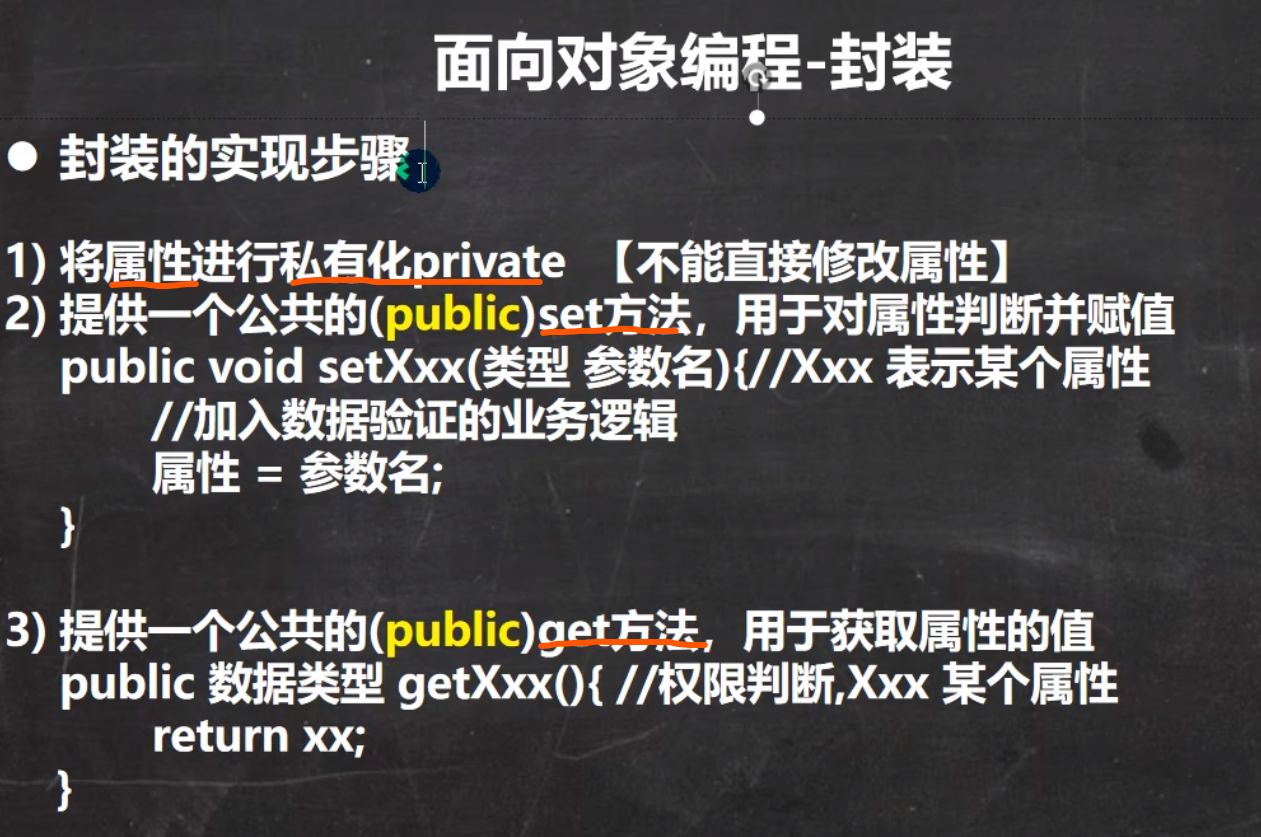 面向对象编程-封装
● 封装的实现步骤
1) 将属性进行私有化private 【不能直接修改属性】
2) 提供一个公共的(public)set方法，用于对属性判断并赋值
public void setXxx(类型 参数名){//Xxx 表示某个属性
//加入数据验证的业务逻辑
属性 = 参数名;
}
3) 提供一个公共的(public)get方法，用于获取属性的值
public 数据类型 getXxx(){ //权限判断,Xxx 某个属性
return xx;
}